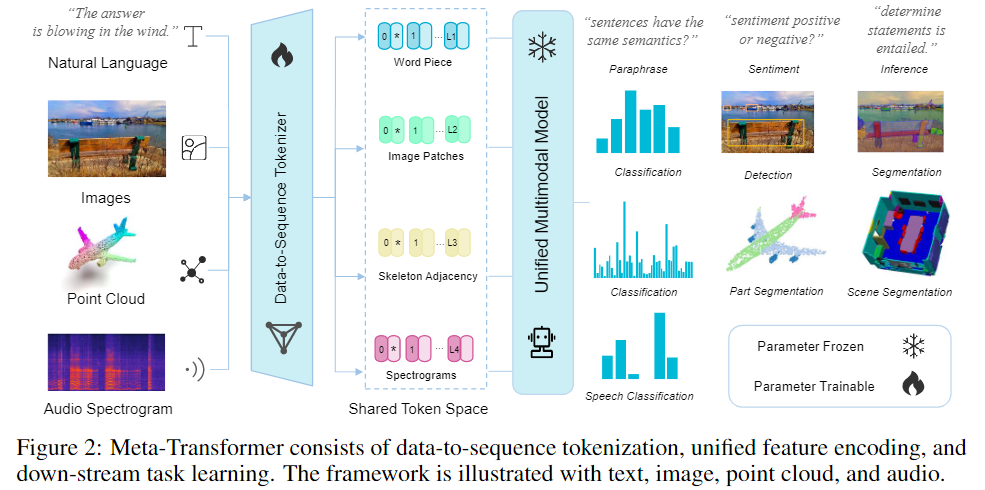 “The answer
is blowing in the wind.”
T
Natural Language
Images
Point Cloud
Audio Spectrogram
Data-to-Sequence Tokenizer
0 * 1 ... L1
Word Piece
0 * 1 ... L2
Image Patches
0 * 1 ... L3
Skeleton Adjacency
0 * 1 ... L4
Spectrograms
Shared Token Space
Unified Multimodal Model
“sentences have the
same semantics?”
Paraphrase
“sentiment positive
or negative?”
Sentiment
“determine
statements is
entailed.”
Inference
Classification
Detection
Segmentation
Classification
Part Segmentation
Scene Segmentation
Speech Classification
Parameter Frozen
Parameter Trainable
Figure 2: Meta-Transformer consists of data-to-sequence tokenization, unified feature encoding, and
down-stream task learning. The framework is illustrated with text, image, point cloud, and audio.